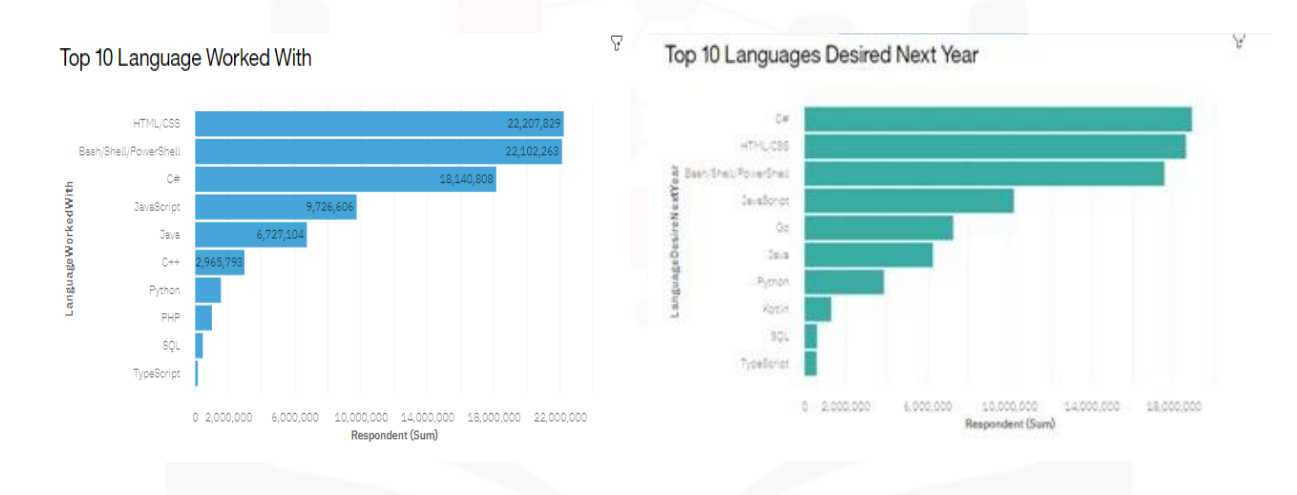 Top 10 Language Worked With
LanguageWorkedWith
HTML/CSS 22,207,829
Bash/Shell/PowerShell 22,102,263
C# 18,140,808
JavaScript 9,726,606
Java 6,727,104
C++ 2,965,793
Python
PHP
SQL
TypeScript
0 2,000,000 6,000,000 10,000,000 14,000,000 18,000,000 22,000,000
Respondent (Sum)
Top 10 Languages Desired Next Year
LanguageDesireNextYear
C#
HTML/CSS
Bash/Shell/PowerShell
JavaScript
Go
Java
Python
Kotlin
SQL
TypeScript
0 2,000,000 6,000,000 10,000,000 14,000,000 18,000,000
Respondent (Sum)